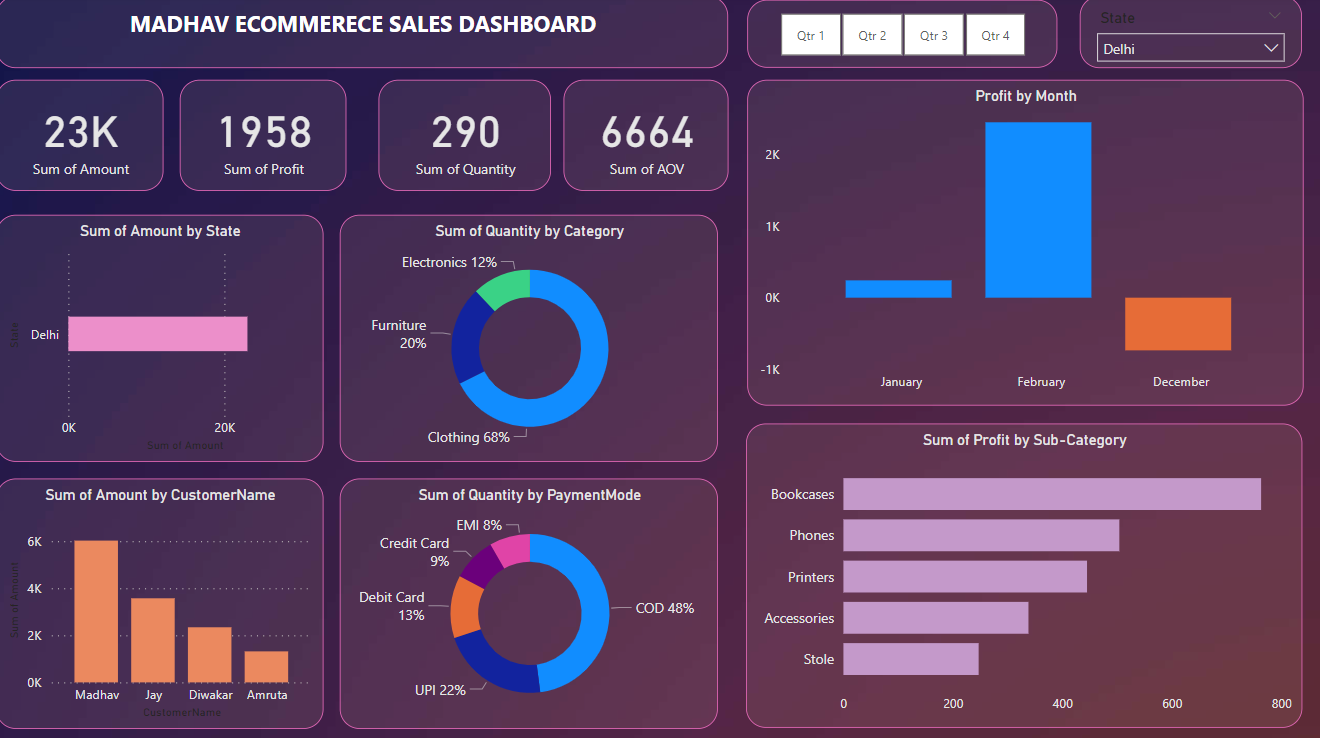 MADHAV ECOMMERECE SALES DASHBOARD
Qtr 1
Qtr 2
Qtr 3
Qtr 4
State
Delhi
23K
Sum of Amount
1958
Sum of Profit
290
Sum of Quantity
6664
Sum of AOV
Profit by Month
2K
1K
0K
-1K
January
February
December
Sum of Amount by State
State
Delhi
0K
20K
Sum of Amount
Sum of Quantity by Category
Electronics 12%
Furniture
20%
Clothing 68%
Sum of Profit by Sub-Category
Bookcases
Phones
Printers
Accessories
Stole
0
200
400
600
800
Sum of Amount by CustomerName
Sum of Amount
6K
4K
2K
0K
Madhav
Jay
Diwakar
Amruta
CustomerName
Sum of Quantity by PaymentMode
EMI 8%
Credit Card
9%
Debit Card
13%
UPI 22%
COD 48%